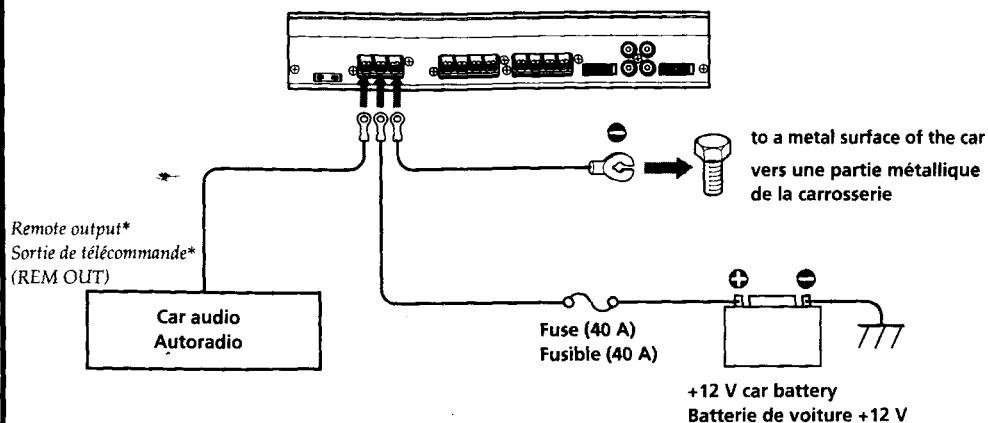 to a metal surface of the car
vers une partie métallique
de la carrosserie
Remote output*
Sortie de télécommande*
(REM OUT)
Car audio
Autoradio
Fuse (40 A)
Fusible (40 A)
+12 V car battery
Batterie de voiture +12 V